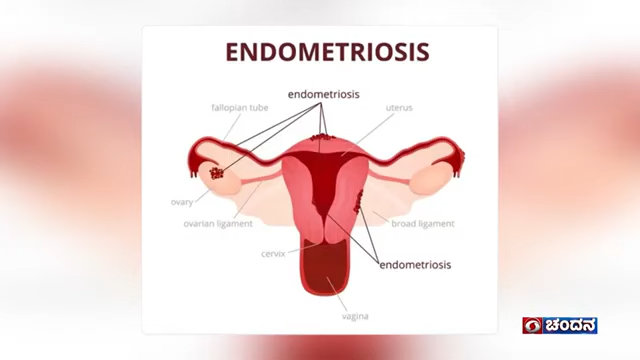 ENDOMETRIOSIS
endometriosis
fallopian tube
uterus
ovary
ovarian ligament
broad ligament
cervix
endometriosis
vagina
ಚಂದನ